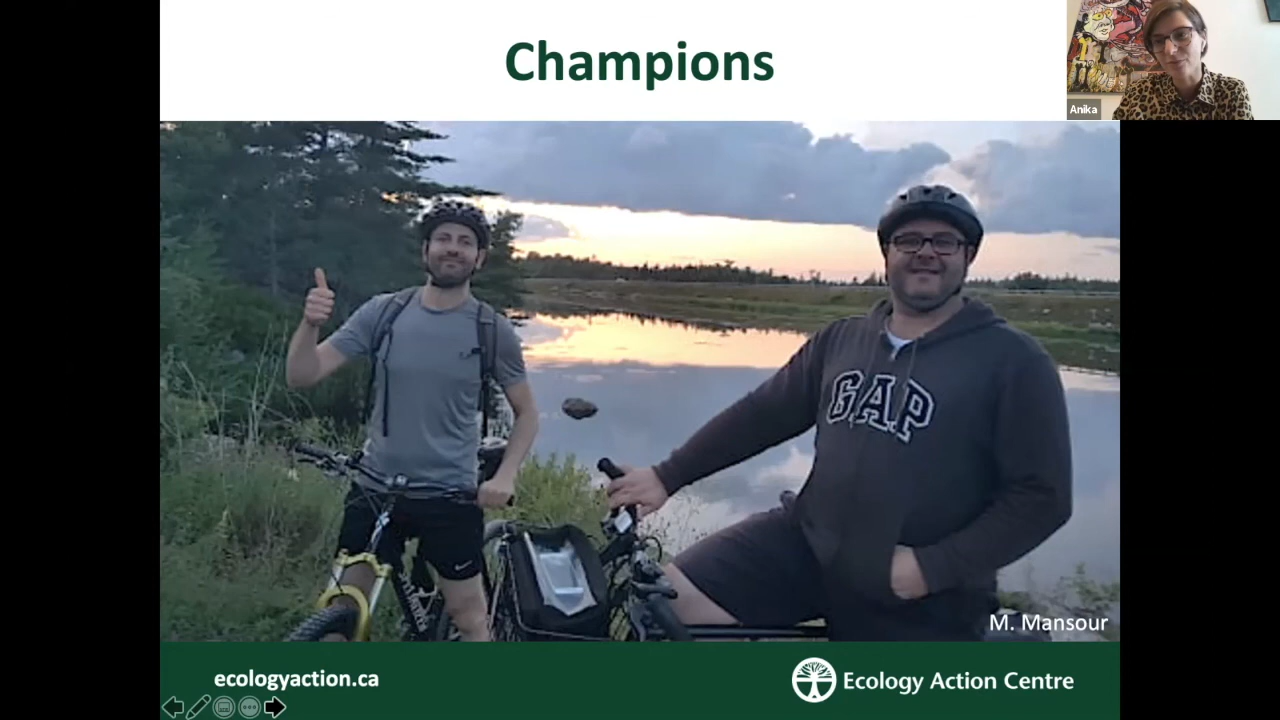 Champions
Anika
GAP
M. Mansour
ecologyaction.ca
Ecology Action Centre